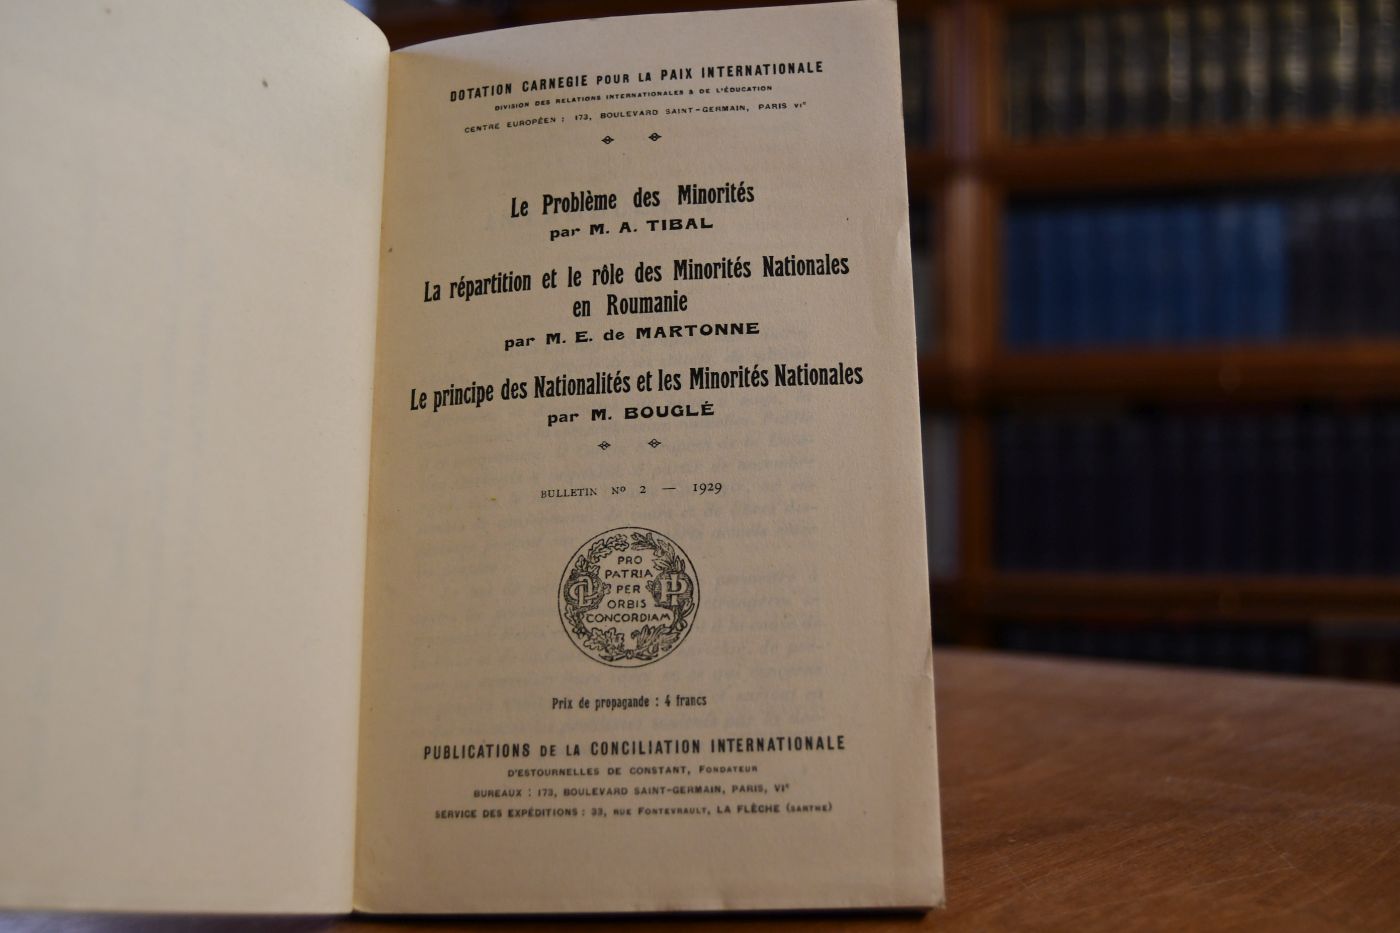 DOTATION CARNEGIE POUR LA PAIX INTERNATIONALE
DIVISION DES RELATIONS INTERNATIONALES & DE L'ÉDUCATION
CENTRE EUROPÉEN : 173, BOULEVARD SAINT-GERMAIN, PARIS VIe
Le Problème des Minorités
par M. A. TIBAL
La répartition et le rôle des Minorités Nationales
en Roumanie
par M. E. de MARTONNE
Le principe des Nationalités et les Minorités Nationales
par M. BOUGLÉ
BULLETIN No 2 — 1929
PRO
PATRIA
PER
ORBIS
CONCORDIAM
Prix de propagande : 4 francs
PUBLICATIONS DE LA CONCILIATION INTERNATIONALE
D'ESTOURNELLES DE CONSTANT, FONDATEUR
BUREAUX : 173, BOULEVARD SAINT-GERMAIN, PARIS, VIe
SERVICE DES EXPÉDITIONS : 33, RUE FONTEVRAULT, LA FLÈCHE (SARTHE)